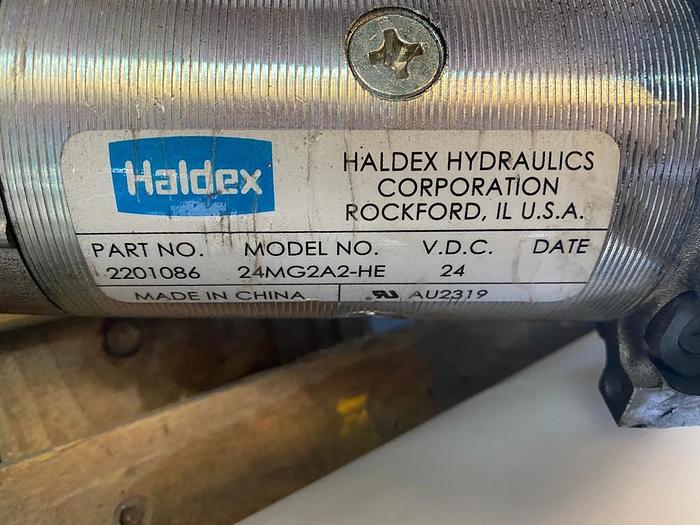 Haldex
HALDEX HYDRAULICS
CORPORATION
ROCKFORD, IL U.S.A.
PART NO. MODEL NO. V.D.C. DATE
2201086 24MG2A2-HE 24
MADE IN CHINA AU2319